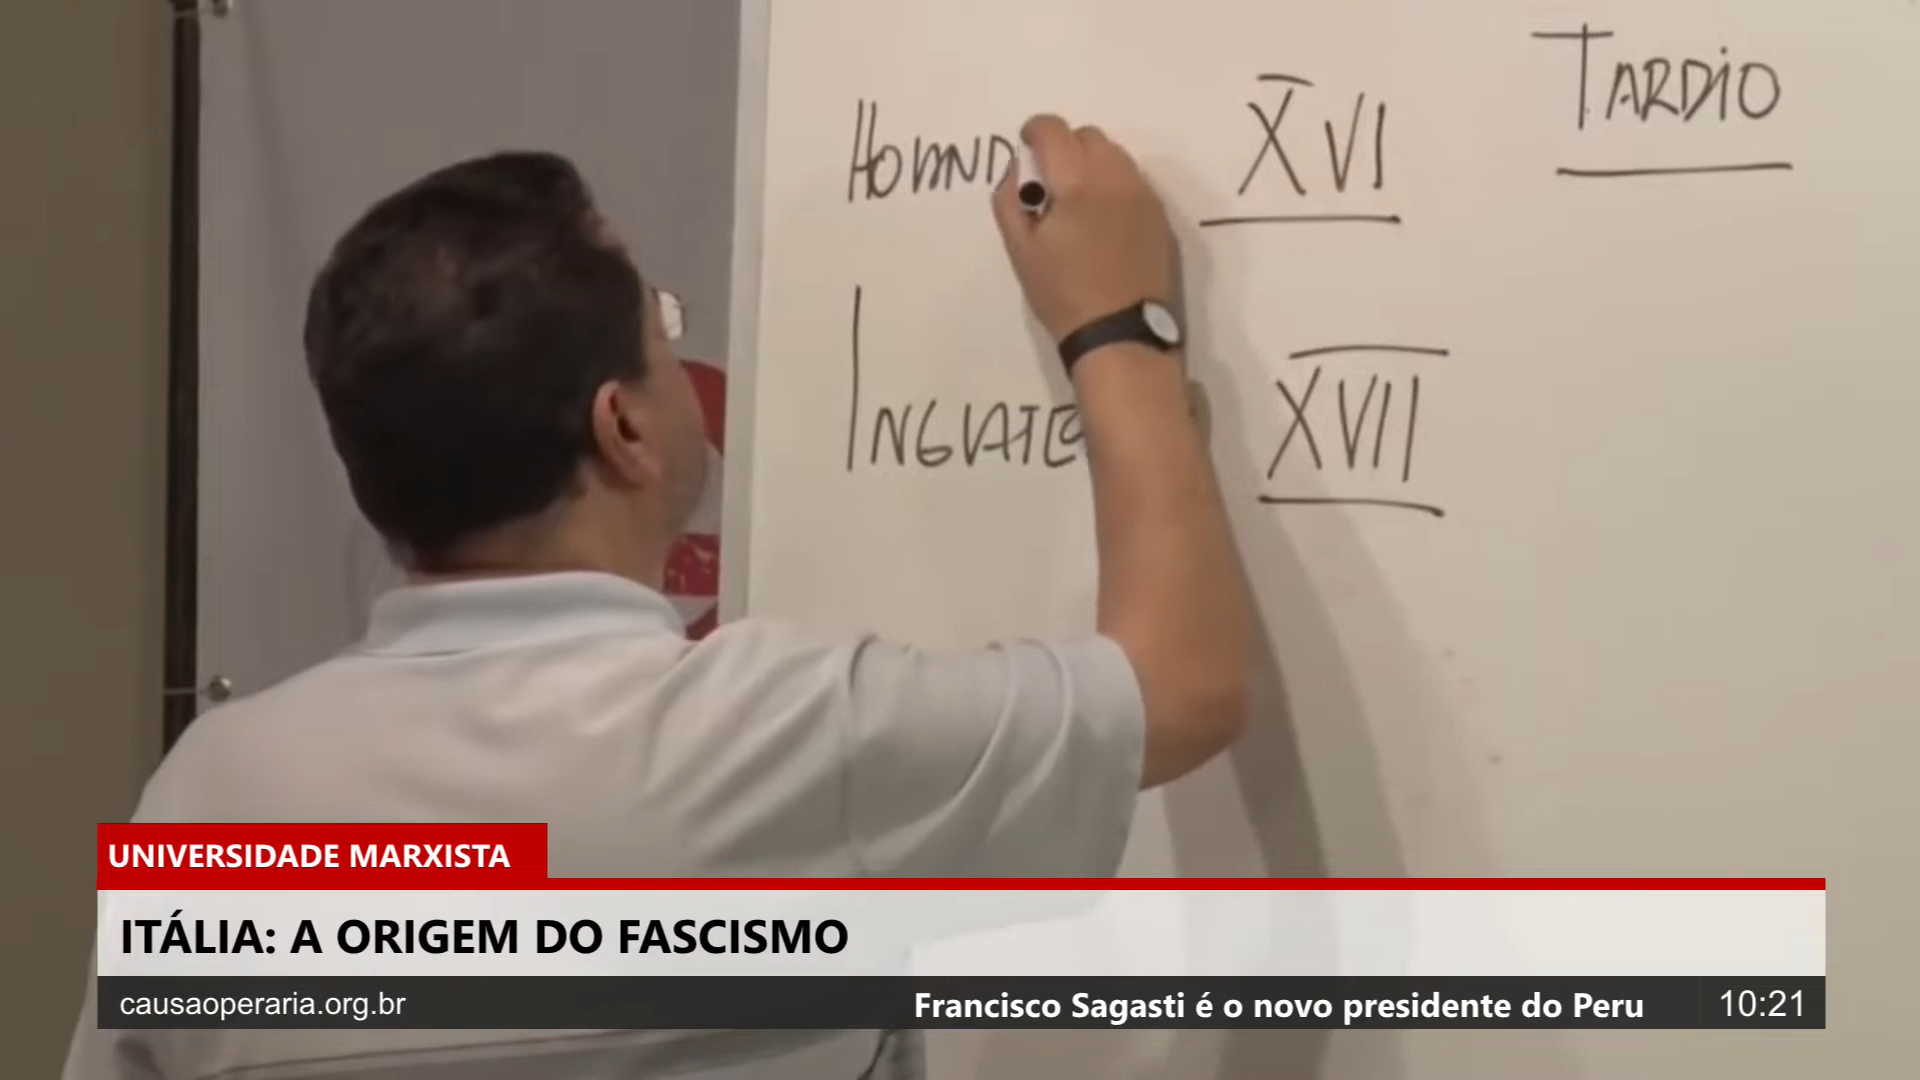 TARDIO
HOLAND
XVI
INGLATE
XVII
UNIVERSIDADE MARXISTA
ITÁLIA: A ORIGEM DO FASCISMO
causaoperaria.org.br
Francisco Sagasti é o novo presidente do Peru
10:21